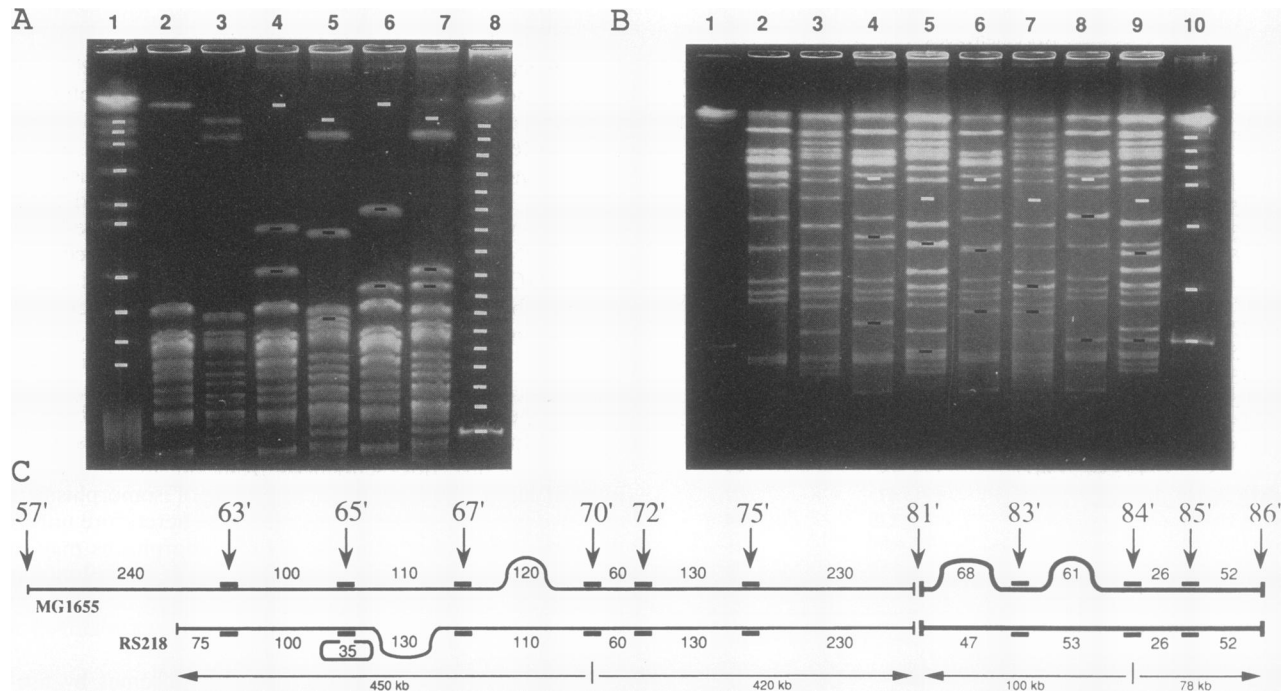 A
1 2 3 4 5 6 7 8
B
1 2 3 4 5 6 7 8 9 10
C
57' 63' 65' 67' 70' 72' 75' 81' 83' 84' 85' 86'
240 100 110 120 60 130 230 68 61 26 52
MG1655
RS218 75 100 35 130 110 60 130 230 47 53 26 52
450 kb 420 kb 100 kb 78 kb